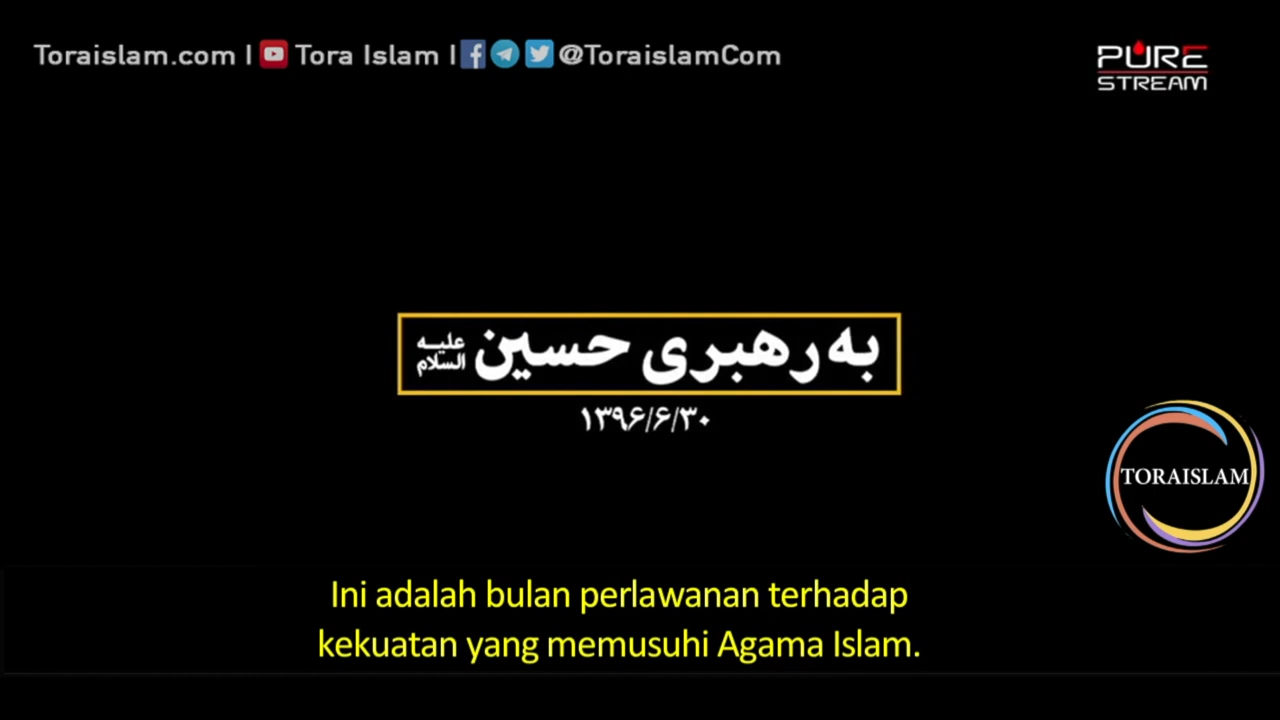 Toraislam.com | Tora Islam | @ToraislamCom
PURE
STREAM
به رهبری حسین علیه السلام
۱۳۹۶/۶/۳۰
TORAISLAM
Ini adalah bulan perlawanan terhadap
kekuatan yang memusuhi Agama Islam.